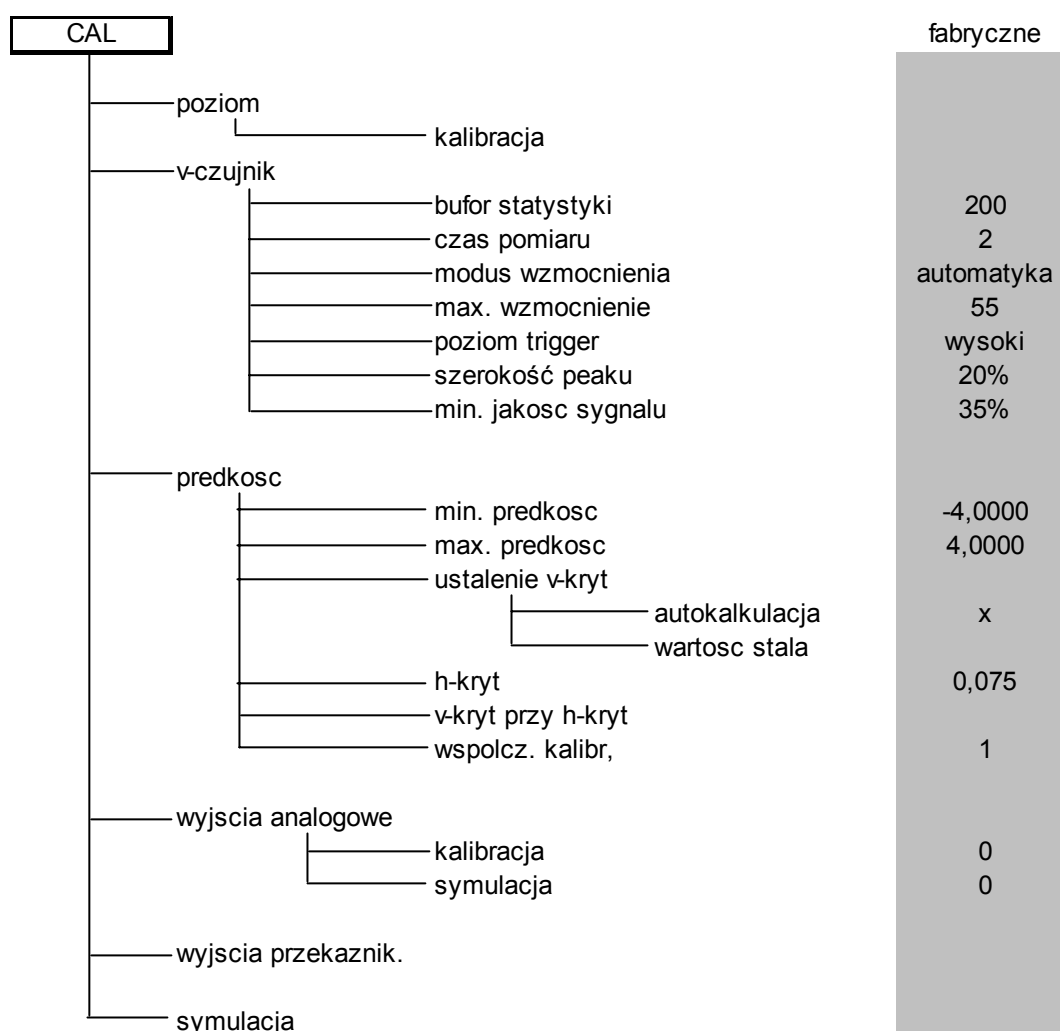 CAL fabryczne
poziom
kalibracja
v-czujnik
bufor statystyki 200
czas pomiaru 2
modus wzmocnienia automatyka
max. wzmocnienie 55
poziom trigger wysoki
szerokość peaku 20%
min. jakosc sygnalu 35%
predkosc
min. predkosc -4,0000
max. predkosc 4,0000
ustalenie v-kryt
autokalkulacja x
wartosc stala
h-kryt 0,075
v-kryt przy h-kryt
wspolcz. kalibr, 1
wyjscia analogowe
kalibracja 0
symulacja 0
wyjscia przekaznik.
symulacja